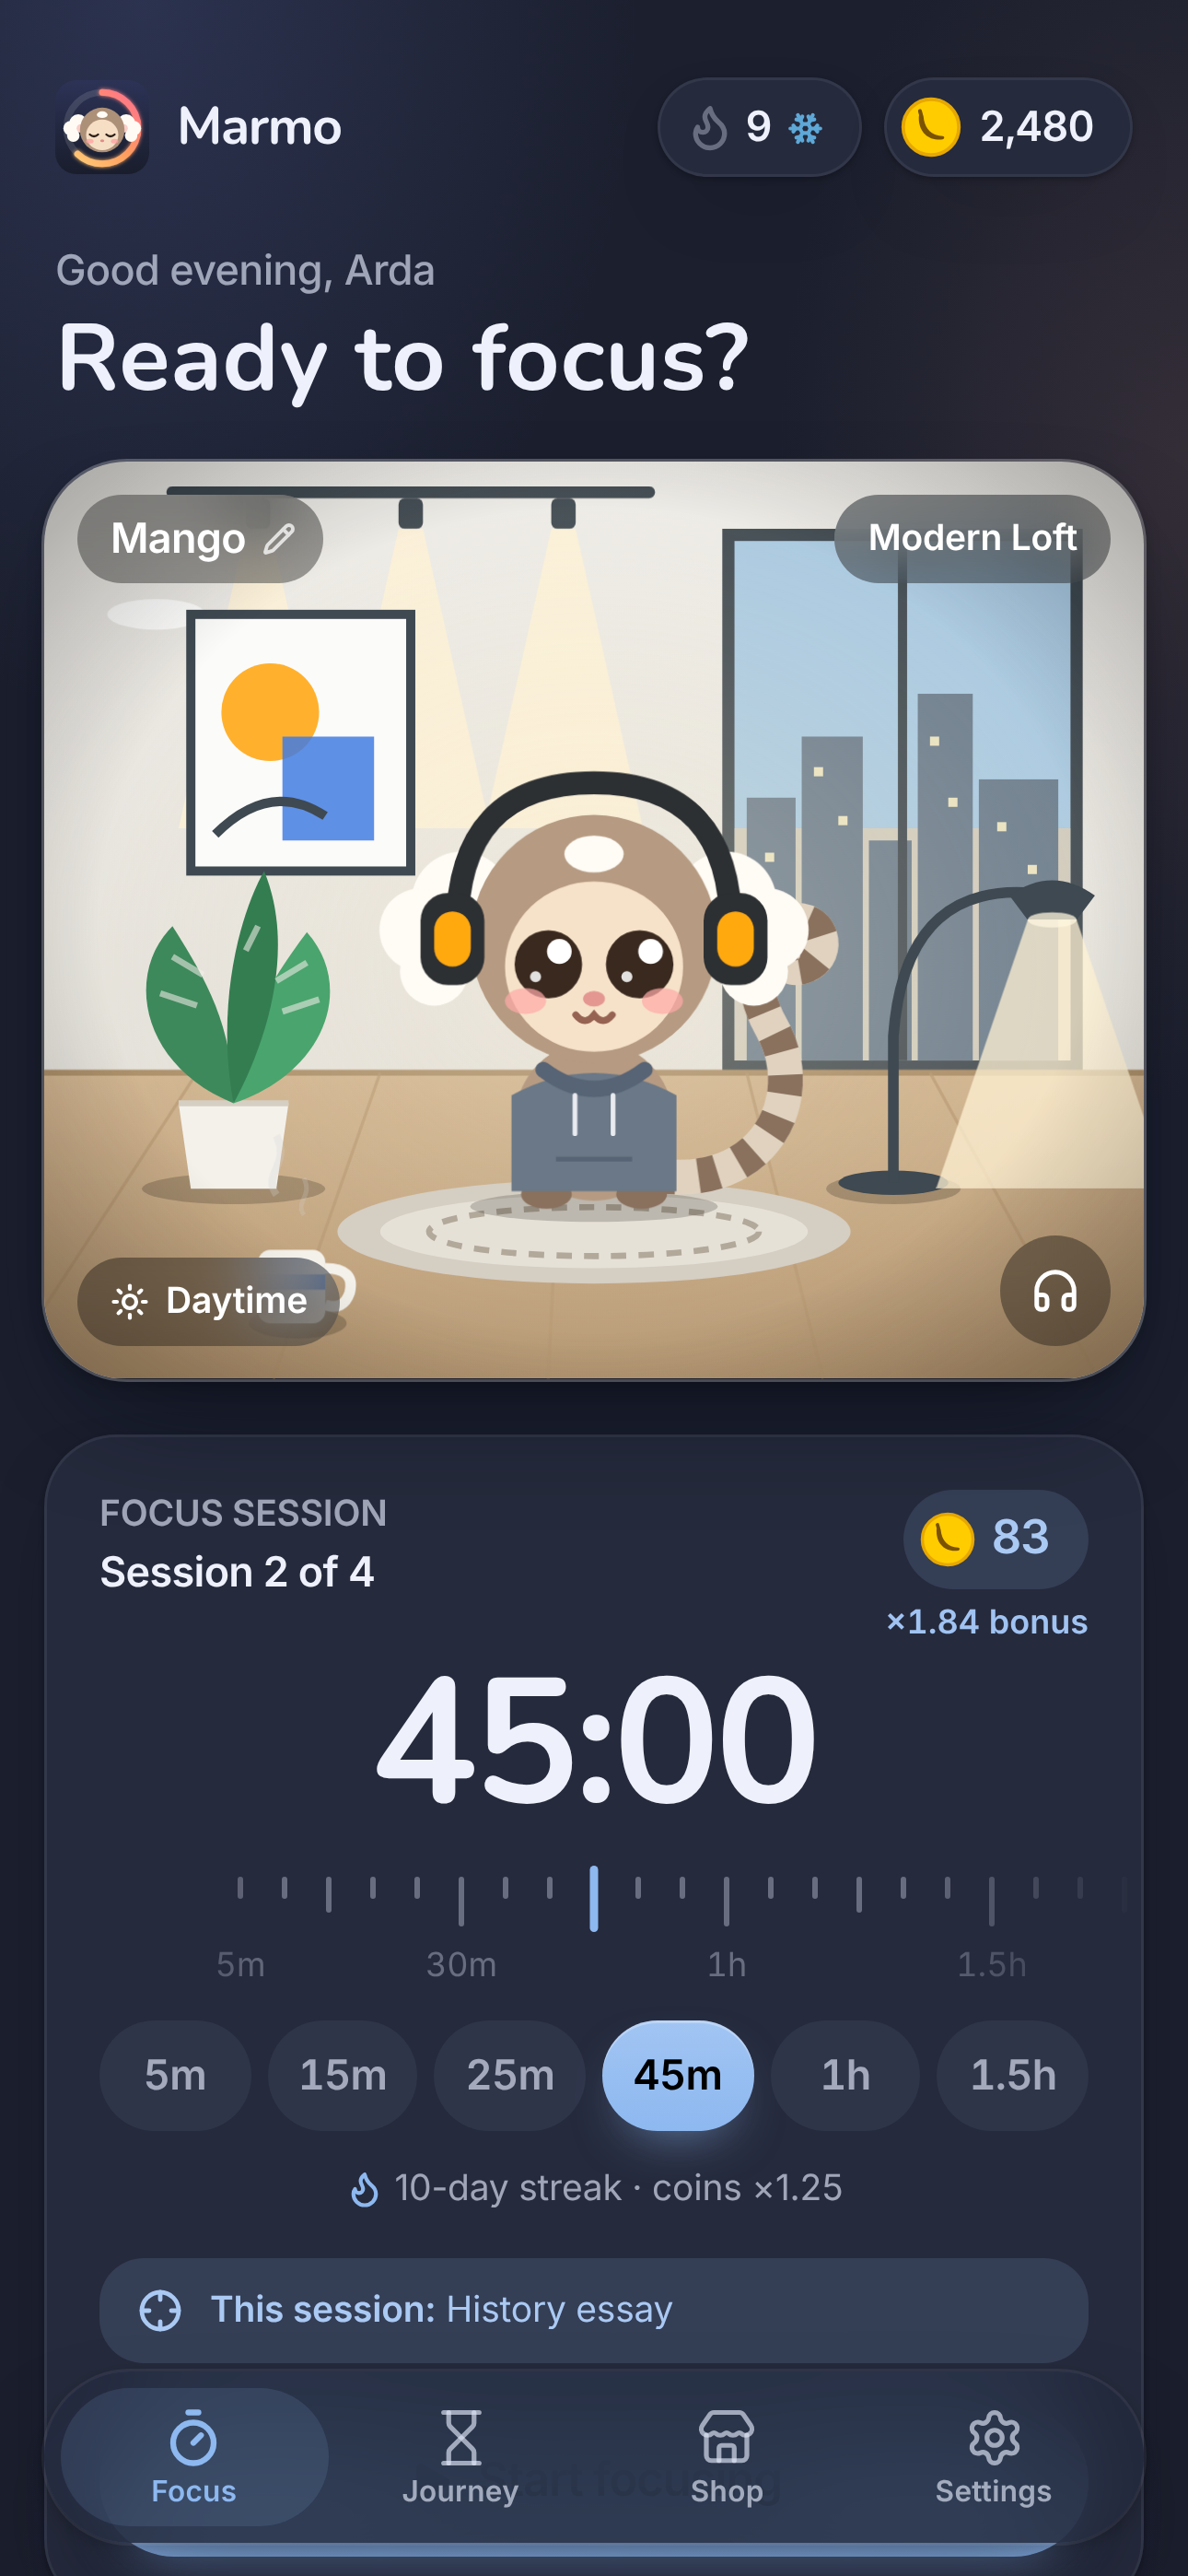 Marmo
9
2,480
Good evening, Arda
Ready to focus?
Mango
Modern Loft
Daytime
FOCUS SESSION
83
Session 2 of 4
×1.84 bonus
45:00
5m 30m 1h 1.5h
5m 15m 25m 45m 1h 1.5h
10-day streak · coins ×1.25
This session: History essay
Start focusing
Focus Journey Shop Settings